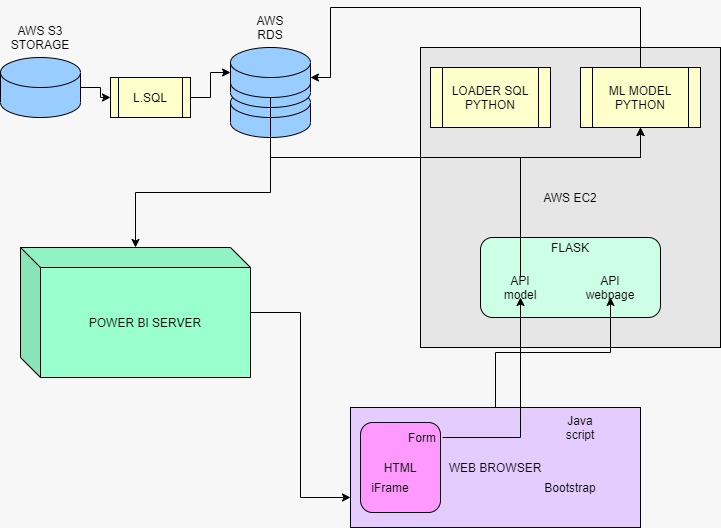 AWS S3
STORAGE
AWS
RDS
L.SQL
LOADER SQL
PYTHON
ML MODEL
PYTHON
AWS EC2
FLASK
API
model
API
webpage
POWER BI SERVER
Form
HTML
iFrame
WEB BROWSER
Java
script
Bootstrap